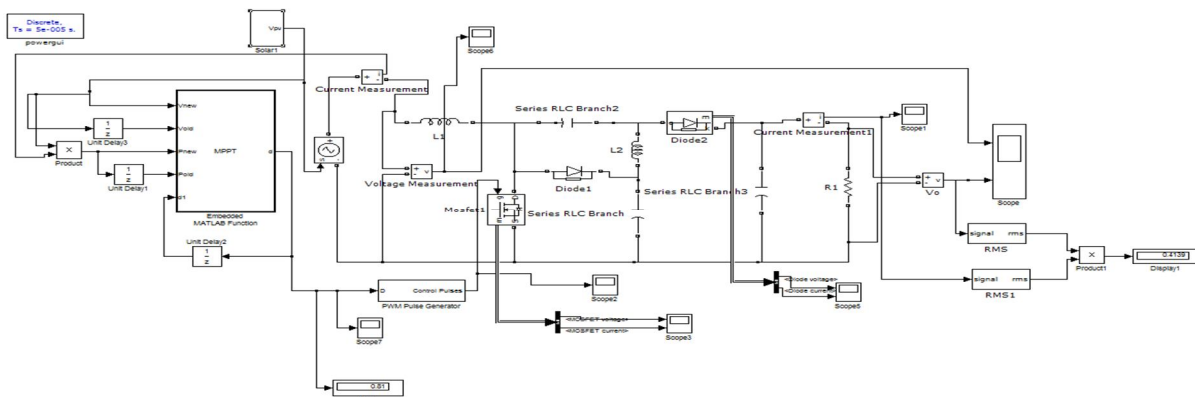 Discrete,
Ts = 5e-005 s.
powergui
Vpv
Solar1
Scope6
i
Current Measurement
Series RLC Branch2
L1
Vnew
Vold
Pnew
Pold
d1
MPPT
d
Embedded
MATLAB Function
1
z
Unit Delay3
Product
1
z
Unit Delay1
Unit Delay2
1
z
v
Voltage Measurement
Mosfet1
Diode1
L2
Series RLC Branch
Series RLC Branch3
m
Diode2
i
Current Measurement1
Scope1
R1
v
Vo
Scope
signal rms
RMS
signal rms
RMS1
Product1
0.4139
Display1
D Control Pulses
PWM Pulse Generator
Scope2
<MOSFET voltage>
<MOSFET current>
Scope3
<Diode voltage>
<Diode current>
Scope5
Scope7
0.81